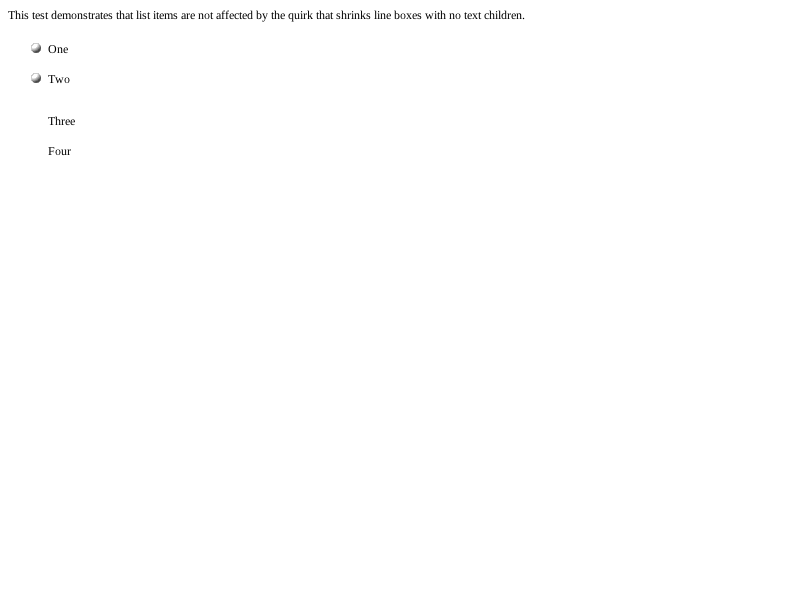 This test demonstrates that list items are not affected by the quirk that shrinks line boxes with no text children.
One
Two
Three
Four